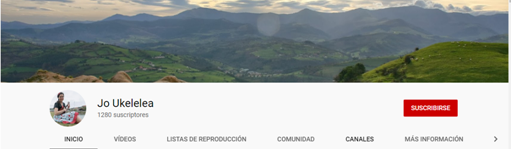 Jo Ukelelea
1280 suscriptores
SUSCRIBIRSE
INICIO VÍDEOS LISTAS DE REPRODUCCIÓN COMUNIDAD CANALES MÁS INFORMACIÓN